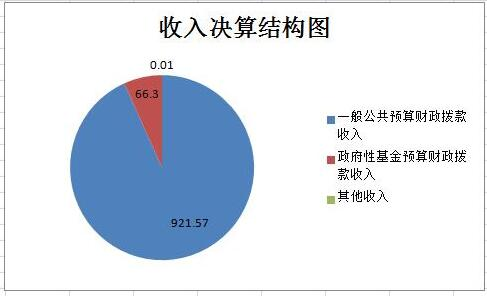 收入决算结构图
0.01
66.3
921.57
一般公共预算财政拨款
收入
政府性基金预算财政拨
款收入
其他收入